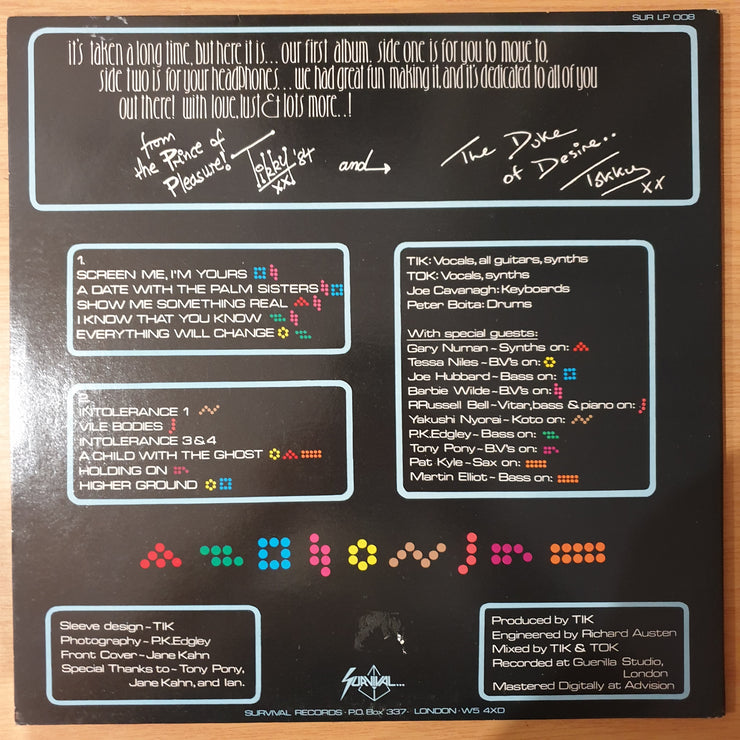 SUR LP 008
it's taken a long time, but here it is... our first album. side one is for you to move to,
side two is for your headphones... we had great fun making it, and it's dedicated to all of you
out there! with love, lust & lots more..!
from
the Prince of
Pleasure!
Tikky '84
xx!
and
The Duke
of Desire..
Tokky
xx
1.
SCREEN ME, I'M YOURS
A DATE WITH THE PALM SISTERS
SHOW ME SOMETHING REAL
I KNOW THAT YOU KNOW
EVERYTHING WILL CHANGE
2.
INTOLERANCE 1
VILE BODIES
INTOLERANCE 3 & 4
A CHILD WITH THE GHOST
HOLDING ON
HIGHER GROUND
TIK: Vocals, all guitars, synths
TOK: Vocals, synths
Joe Cavanagh: Keyboards
Peter Boita: Drums
With special guests:
Gary Numan ~ Synths on:
Tessa Niles ~ B.V's on:
Joe Hubbard ~ Bass on:
Barbie Wilde ~ B.V's on:
RRussell Bell ~ Vitar, bass & piano on:
Yakushi Nyorai ~ Koto on:
P.K.Edgley ~ Bass on:
Tony Pony ~ B.V's on:
Pat Kyle ~ Sax on:
Martin Elliot ~ Bass on:
Sleeve design ~ TIK
Photography ~ P.K.Edgley
Front Cover ~ Jane Kahn
Special Thanks to ~ Tony Pony,
Jane Kahn, and Ian.
SURVIVAL...
Produced by TIK
Engineered by Richard Austen
Mixed by TIK & TOK
Recorded at Guerilla Studio,
London
Mastered Digitally at Advision
SURVIVAL RECORDS · P.O. Box 337 · LONDON · W5 4XD